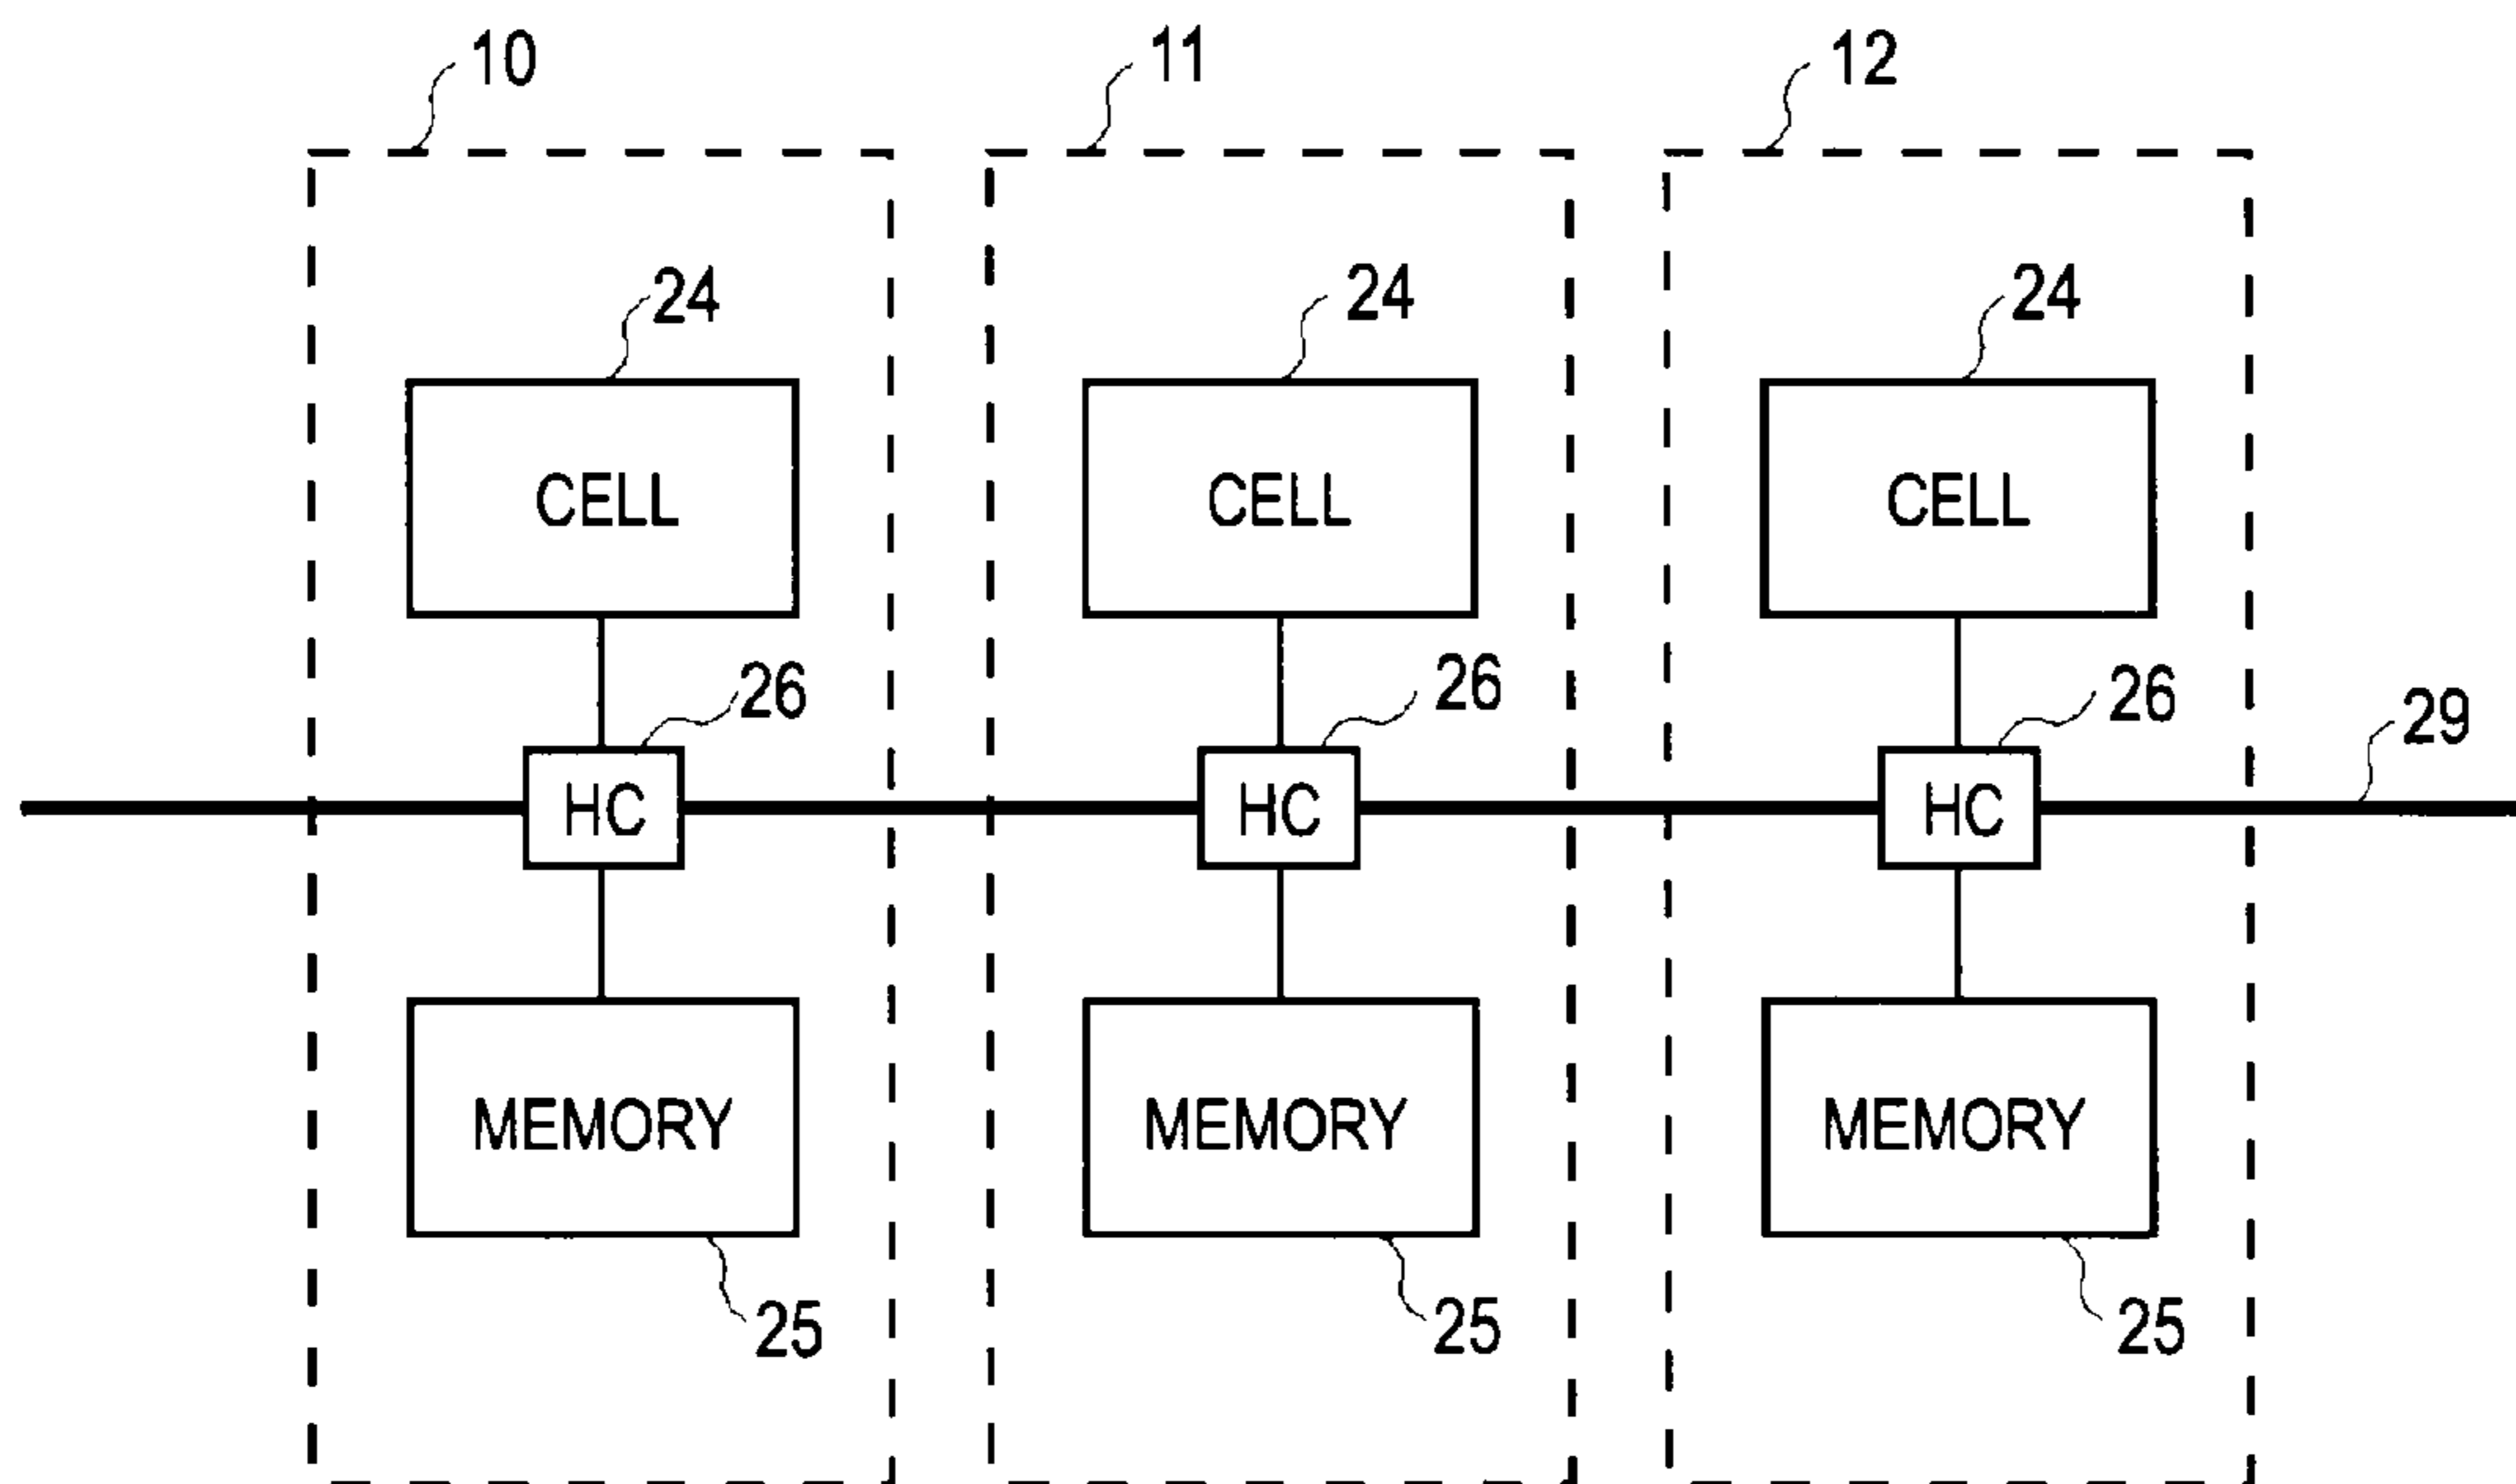 10 11 12
24 24 24
CELL CELL CELL
26 26 26 29
HC HC HC
MEMORY MEMORY MEMORY
25 25 25